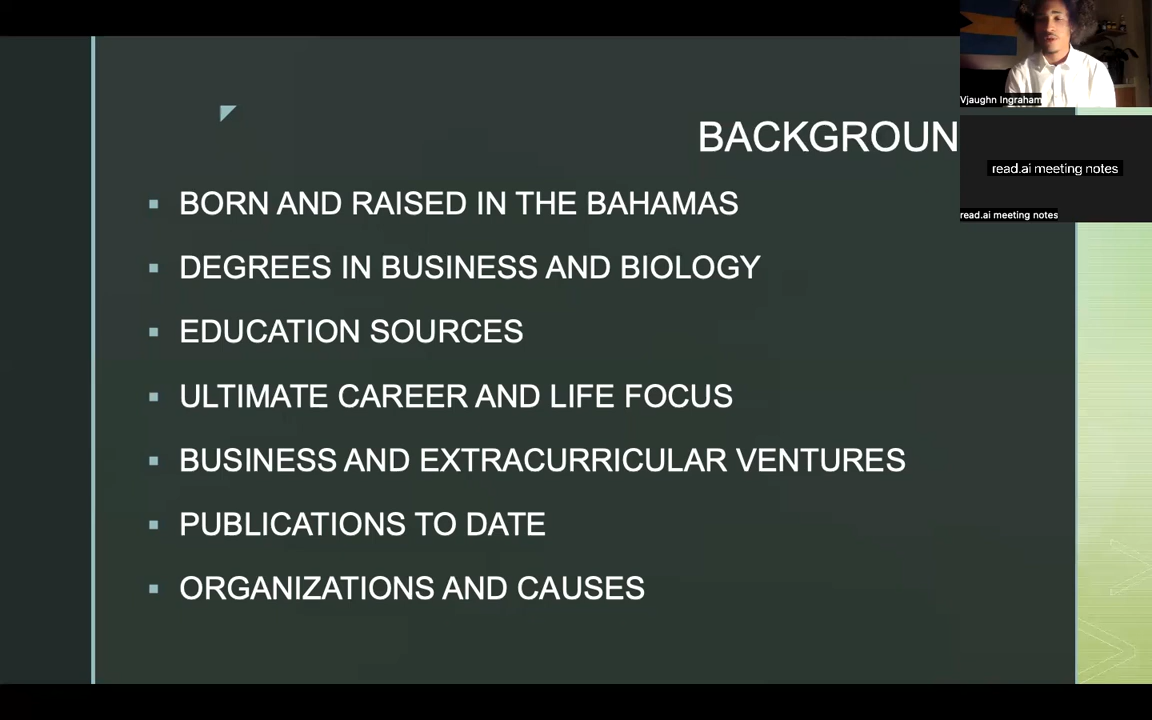 BACKGROUN
BORN AND RAISED IN THE BAHAMAS
DEGREES IN BUSINESS AND BIOLOGY
EDUCATION SOURCES
ULTIMATE CAREER AND LIFE FOCUS
BUSINESS AND EXTRACURRICULAR VENTURES
PUBLICATIONS TO DATE
ORGANIZATIONS AND CAUSES
Vjaughn Ingraham
read.ai meeting notes
read.ai meeting notes